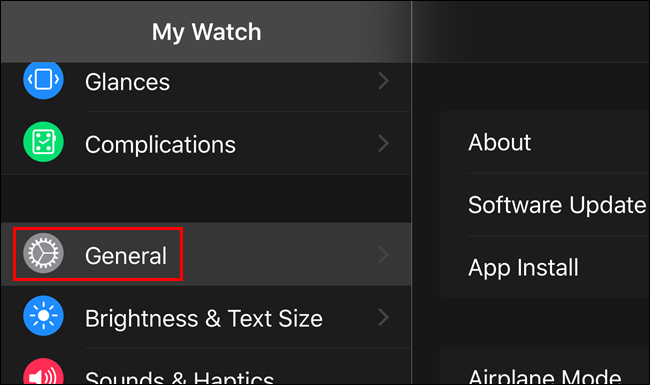 My Watch
Glances
Complications
General
Brightness & Text Size
Sounds & Haptics
About
Software Update
App Install
Airplane Mode